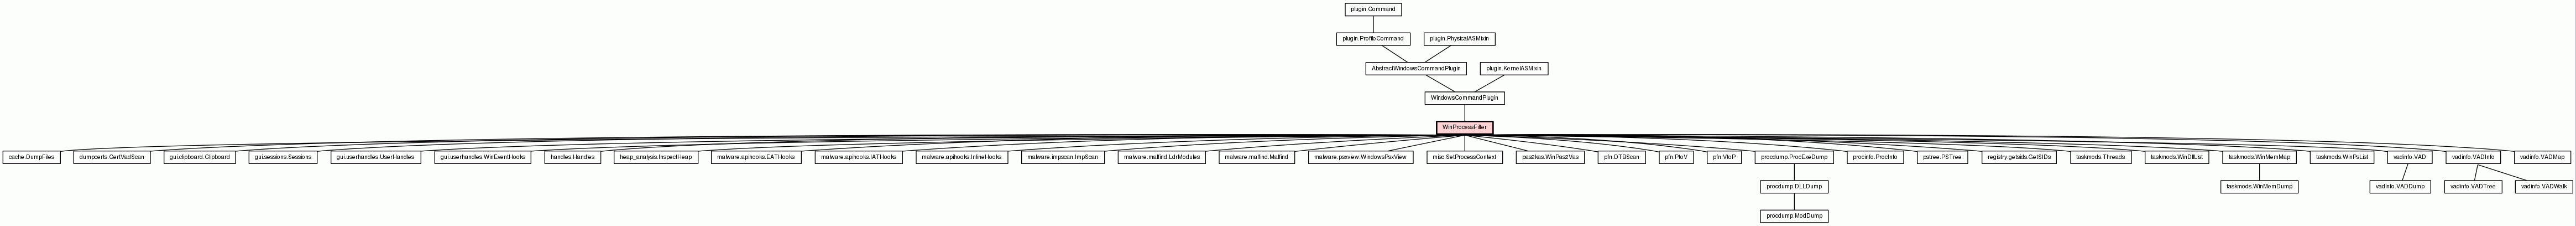 plugin.Command
plugin.ProfileCommand
plugin.PhysicalASMixin
AbstractWindowsCommandPlugin
plugin.KernelASMixin
WindowsCommandPlugin
WinProcessFilter
cache.DumpFiles
dumpcerts.CertVadScan
gui.clipboard.Clipboard
gui.sessions.Sessions
gui.userhandles.UserHandles
gui.userhandles.WinEventHooks
handles.Handles
heap_analysis.InspectHeap
malware.apihooks.EATHooks
malware.apihooks.IATHooks
malware.apihooks.InlineHooks
malware.impscan.ImpScan
malware.malfind.LdrModules
malware.malfind.Malfind
malware.psxview.WindowsPsxView
misc.SetProcessContext
pas2kas.WinPas2Vas
pfn.DTBScan
pfn.PtoV
pfn.VtoP
procdump.ProcExeDump
procinfo.ProcInfo
pstree.PSTree
registry.getsids.GetSIDs
taskmods.Threads
taskmods.WinDllList
taskmods.WinMemMap
taskmods.WinPsList
vadinfo.VAD
vadinfo.VADInfo
vadinfo.VADMap
procdump.DLLDump
taskmods.WinMemDump
vadinfo.VADDump
vadinfo.VADTree
vadinfo.VADWalk
procdump.ModDump